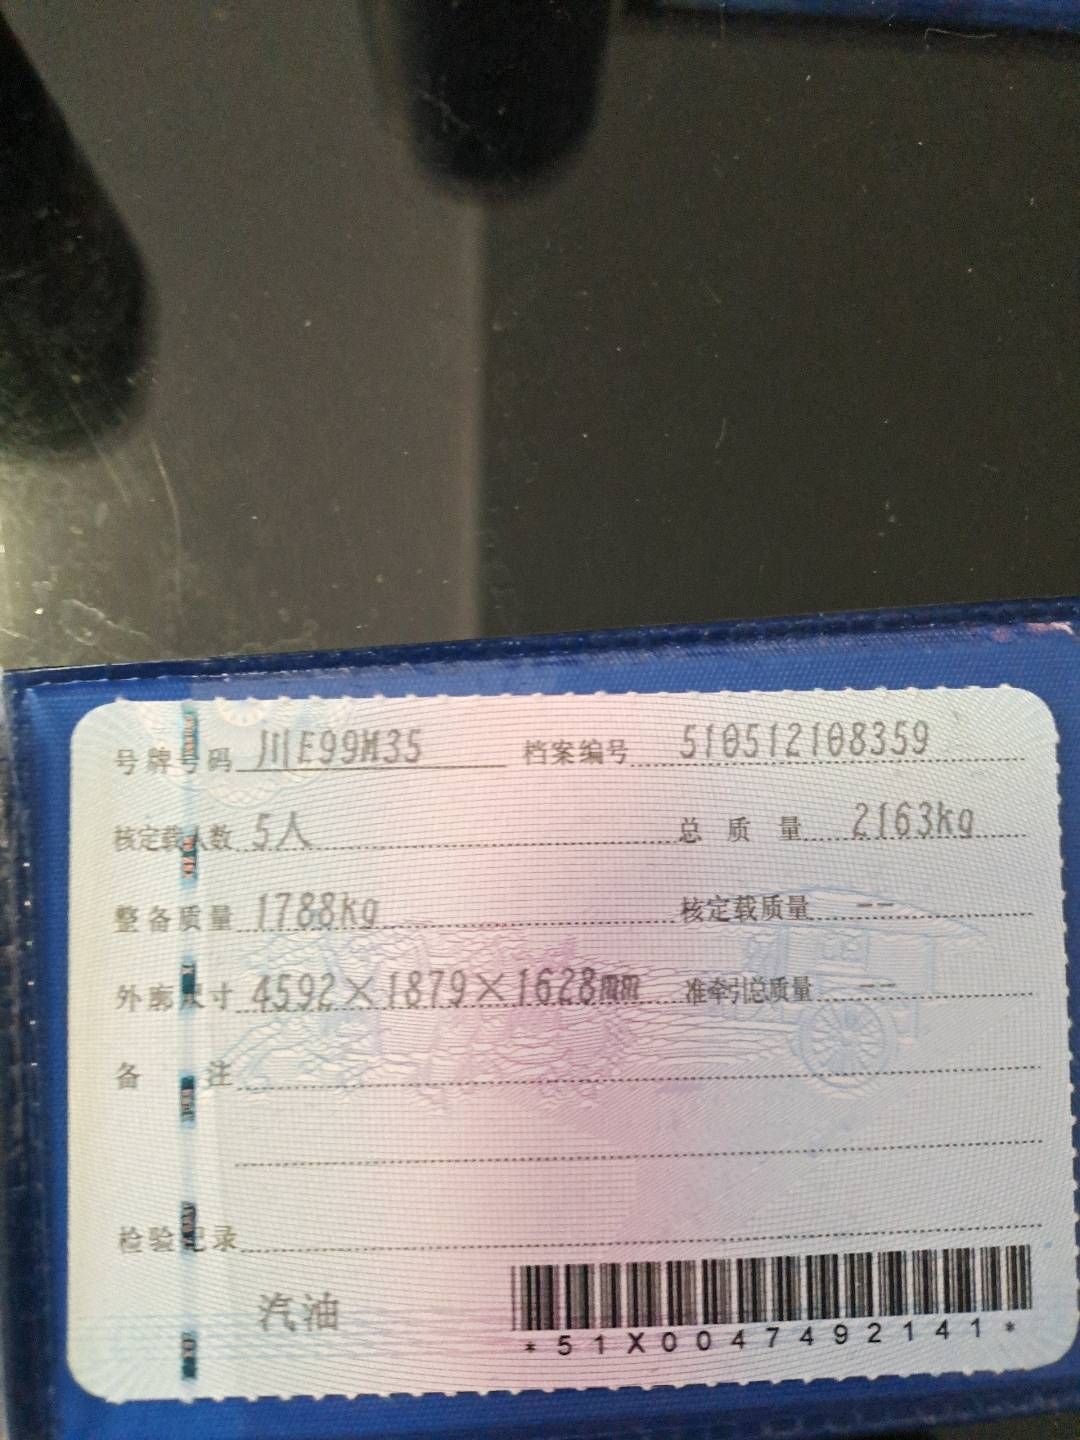 号牌号码 川E99M35 档案编号 510512108359
核定载人数 5人 总质量 2163kg
整备质量 1788kg 核定载质量 --
外廓尺寸 4592×1879×1628mm 准牵引总质量 --
备注
检验记录
汽油
*51X0047492141*